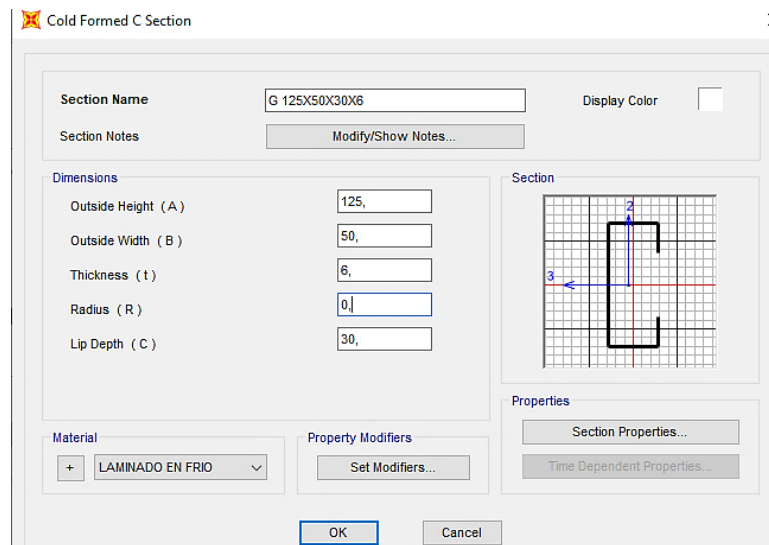 Cold Formed C Section
Section Name G 125X50X30X6 Display Color
Section Notes Modify/Show Notes...
Dimensions
Outside Height ( A ) 125,
Outside Width ( B ) 50,
Thickness ( t ) 6,
Radius ( R ) 0,
Lip Depth ( C ) 30,
Section
2
3
Properties
Section Properties...
Time Dependent Properties...
Material
+ LAMINADO EN FRIO
Property Modifiers
Set Modifiers...
OK Cancel